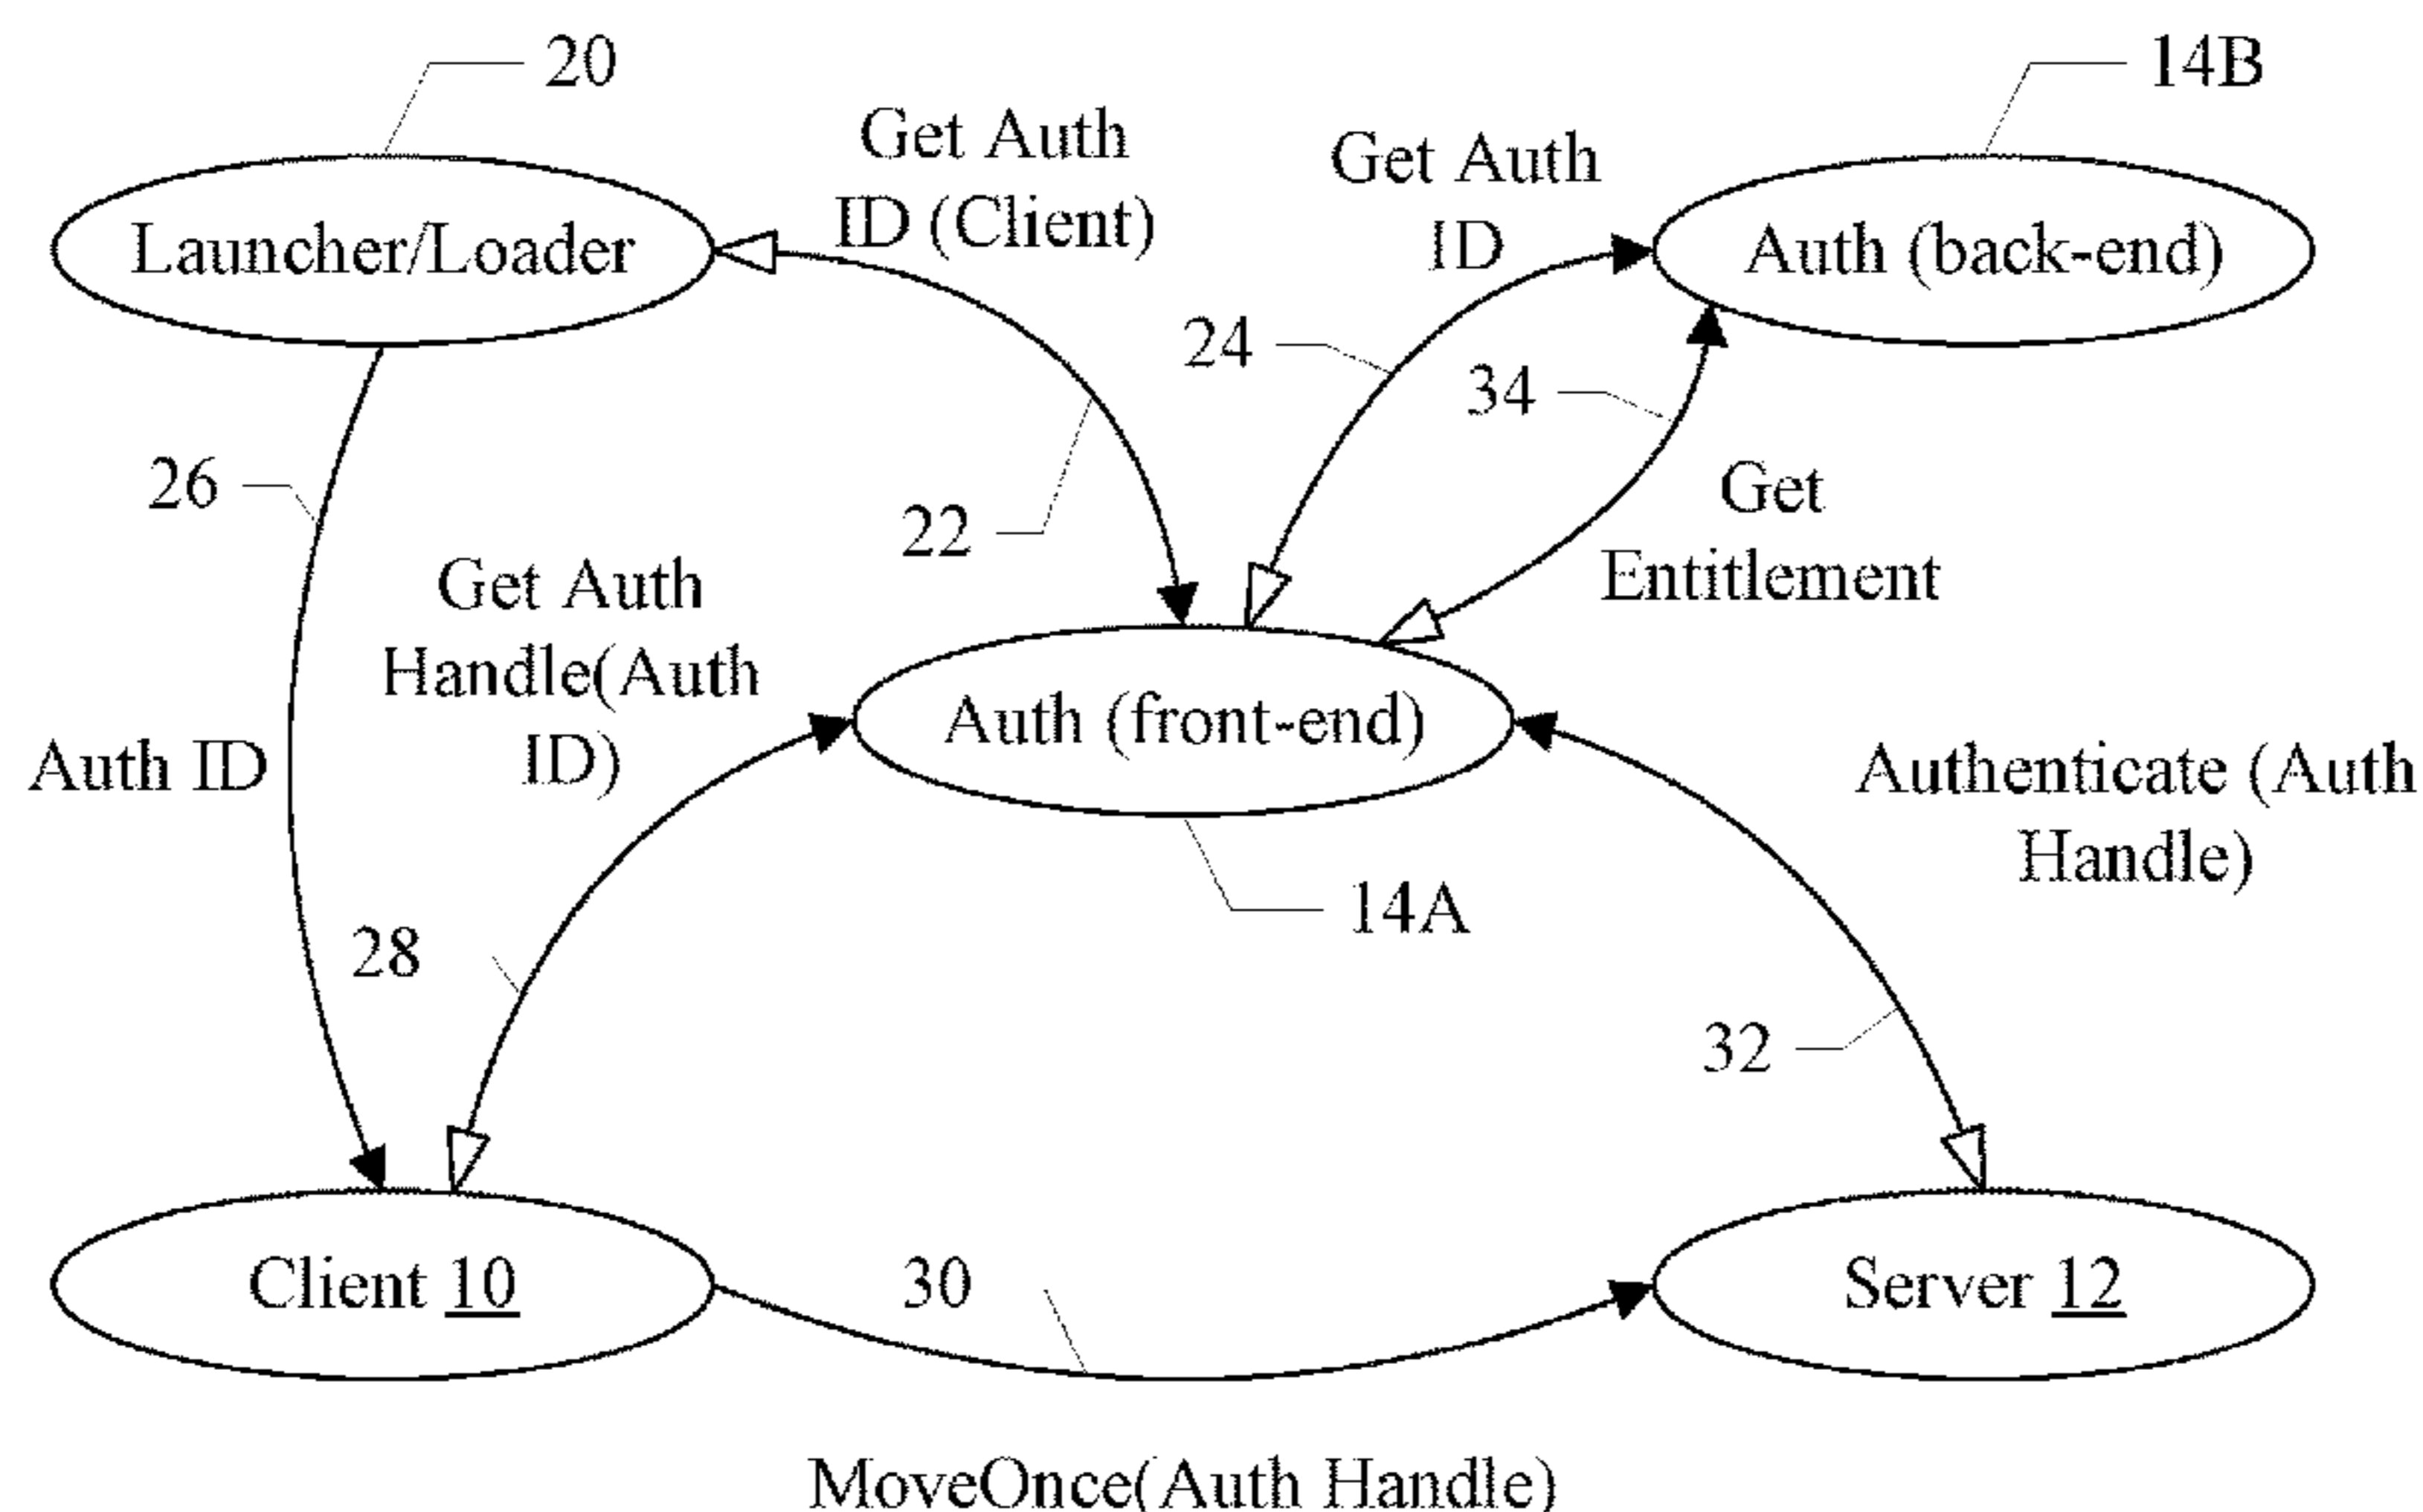 20
14B
Get Auth
ID (Client)
Get Auth
ID
Launcher/Loader
Auth (back-end)
24
34
26
22
Get
Entitlement
Get Auth
Handle(Auth
ID)
Auth (front-end)
Auth ID
Authenticate (Auth
Handle)
14A
28
32
Client 10
30
Server 12
MoveOnce(Auth Handle)